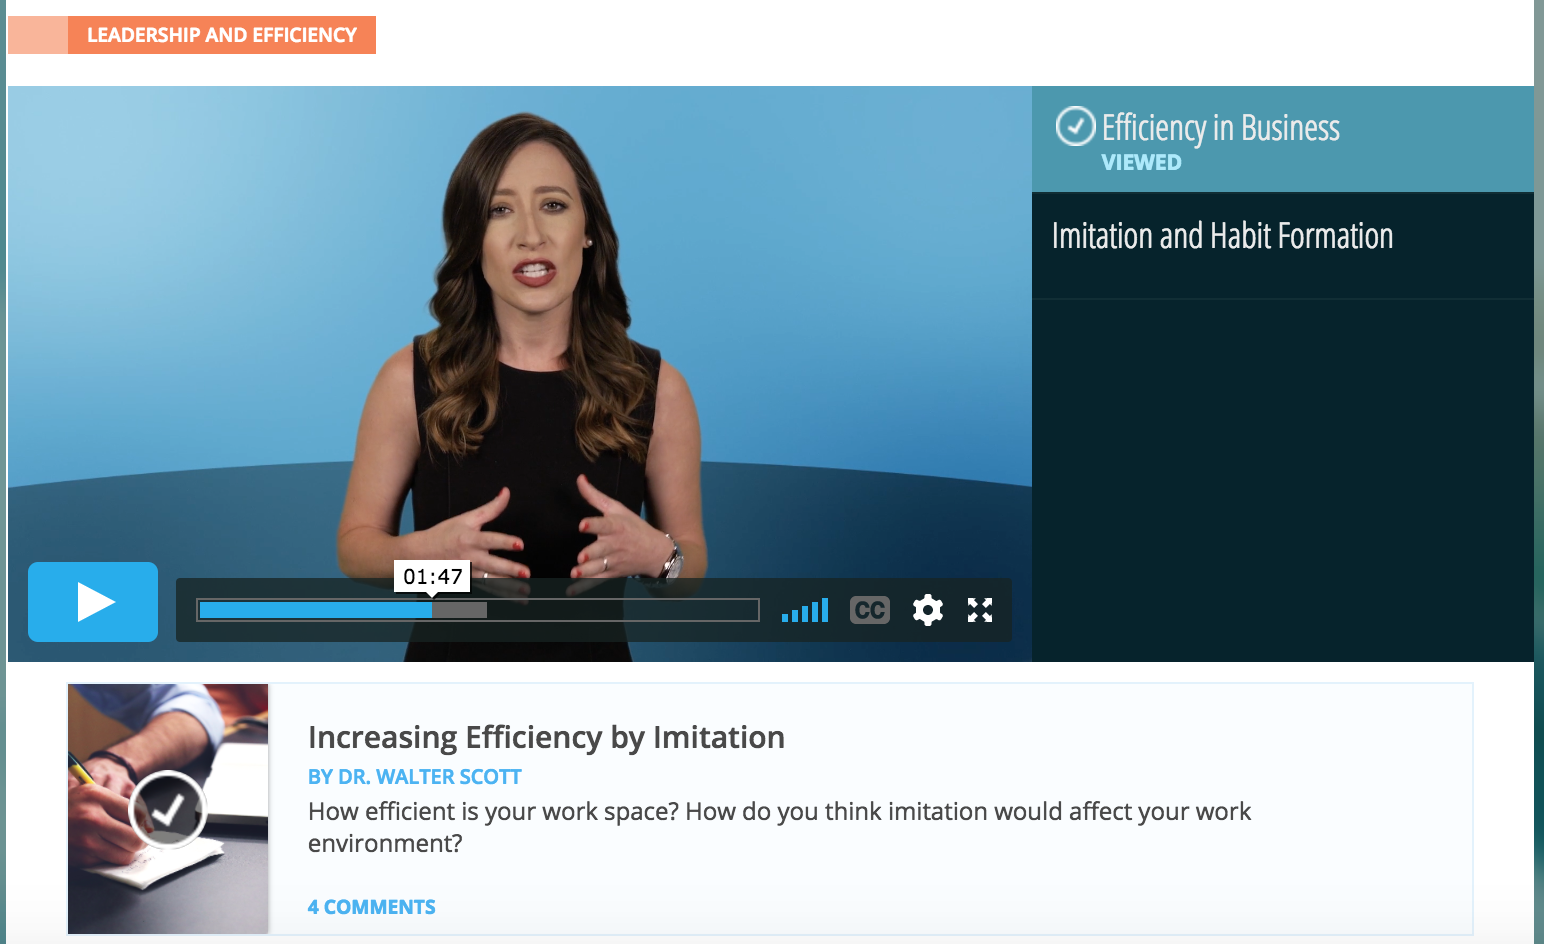 LEADERSHIP AND EFFICIENCY
Efficiency in Business
VIEWED
Imitation and Habit Formation
01:47
CC
Increasing Efficiency by Imitation
BY DR. WALTER SCOTT
How efficient is your work space? How do you think imitation would affect your work
environment?
4 COMMENTS